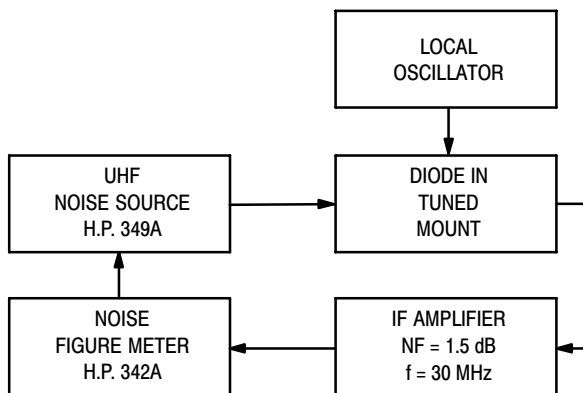 LOCAL
OSCILLATOR
UHF
NOISE SOURCE
H.P. 349A
DIODE IN
TUNED
MOUNT
NOISE
FIGURE METER
H.P. 342A
IF AMPLIFIER
NF = 1.5 dB
f = 30 MHz